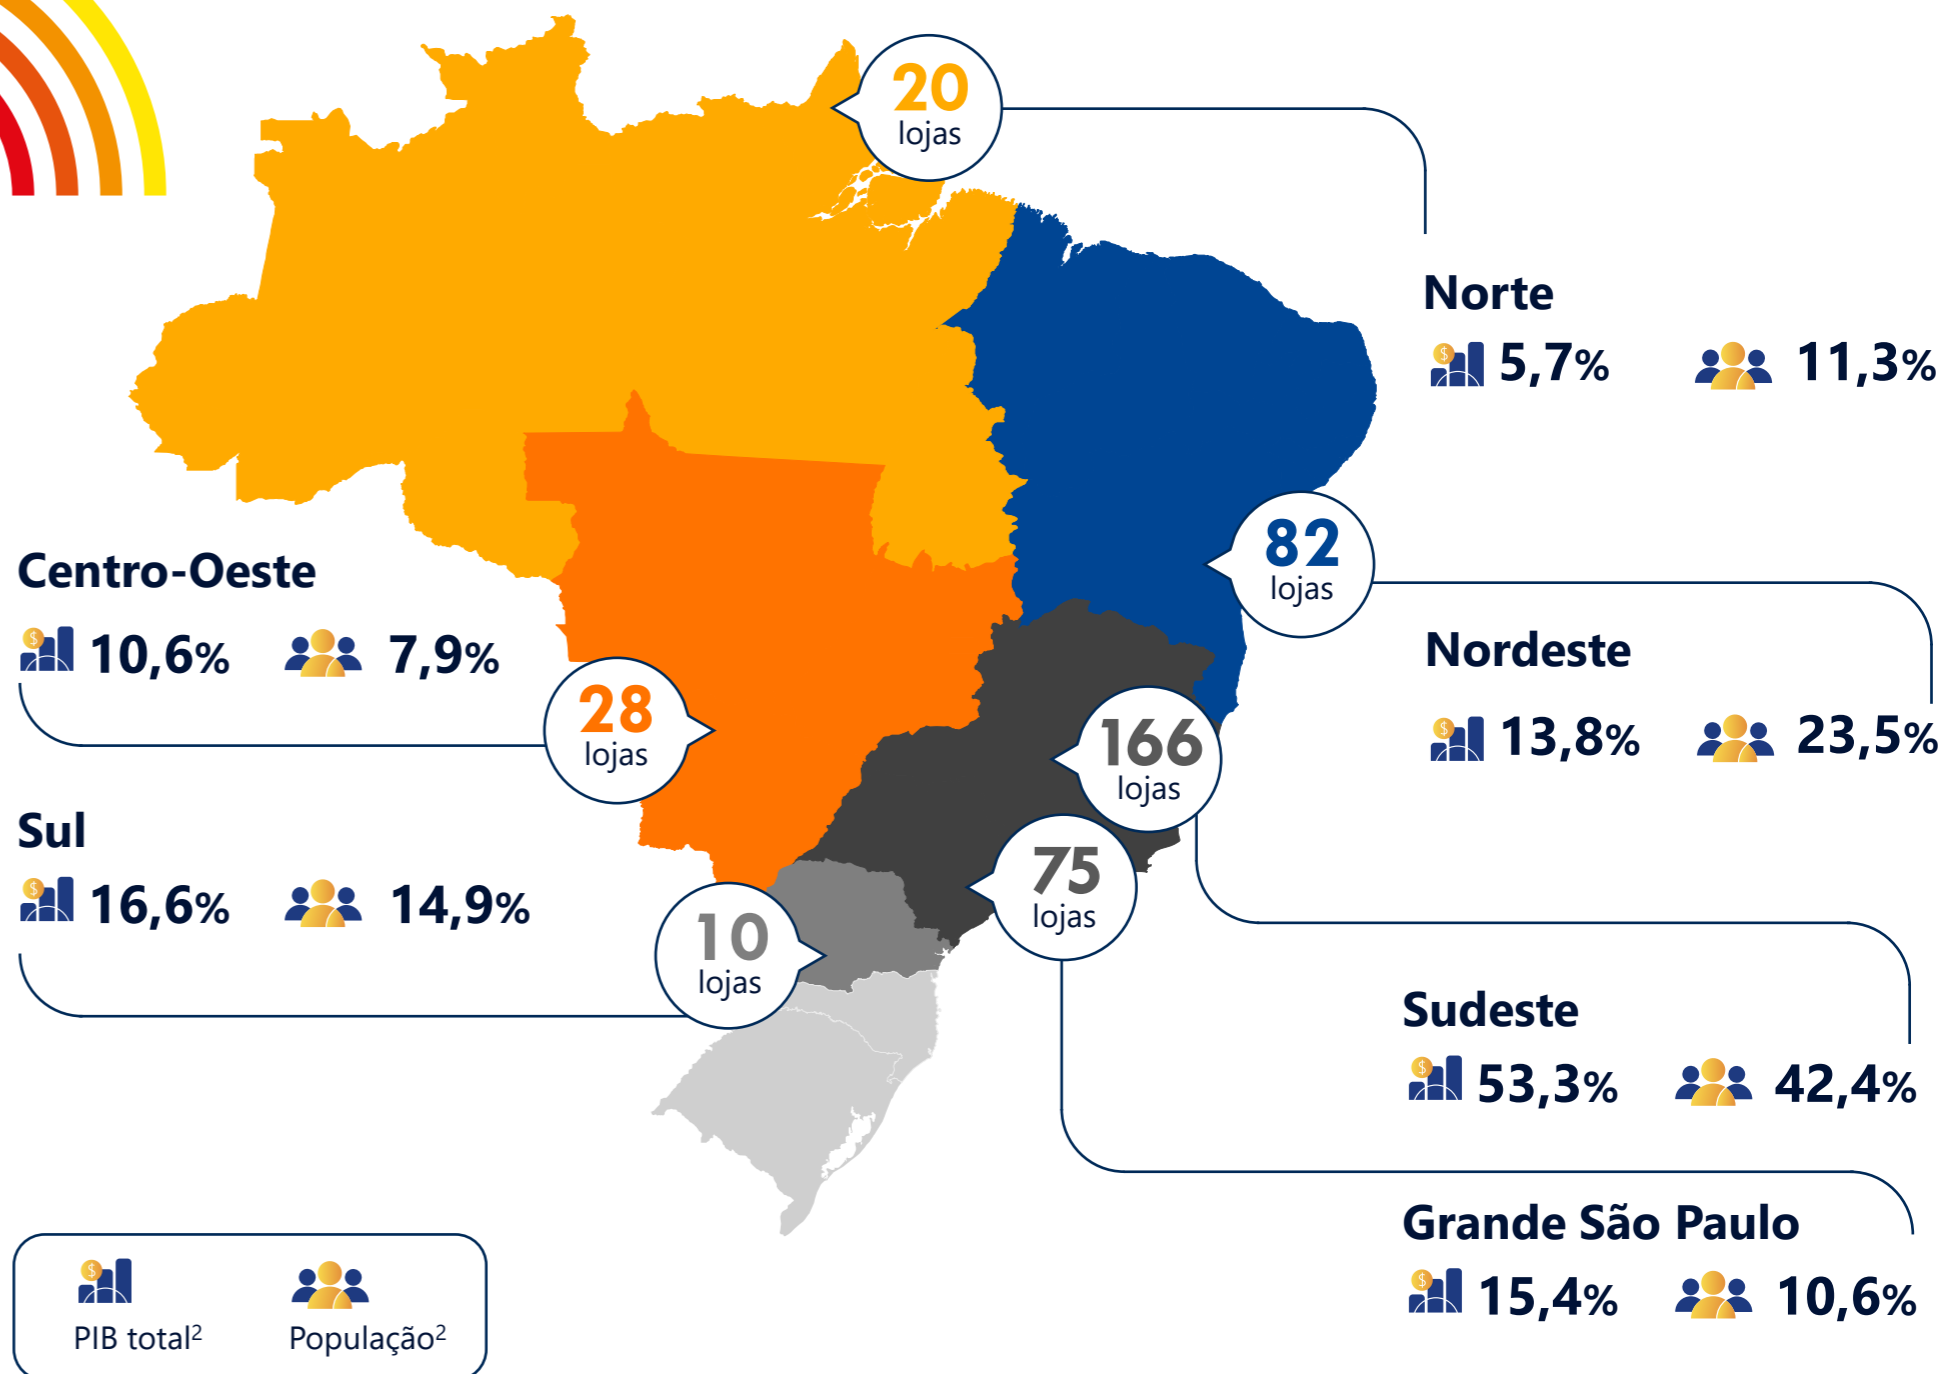 20
lojas
Norte
5,7% 11,3%
82
lojas
Centro-Oeste
10,6% 7,9%
Nordeste
13,8% 23,5%
28
lojas
166
lojas
Sul
16,6% 14,9%
75
lojas
10
lojas
Sudeste
53,3% 42,4%
Grande São Paulo
15,4% 10,6%
$
PIB total² População²